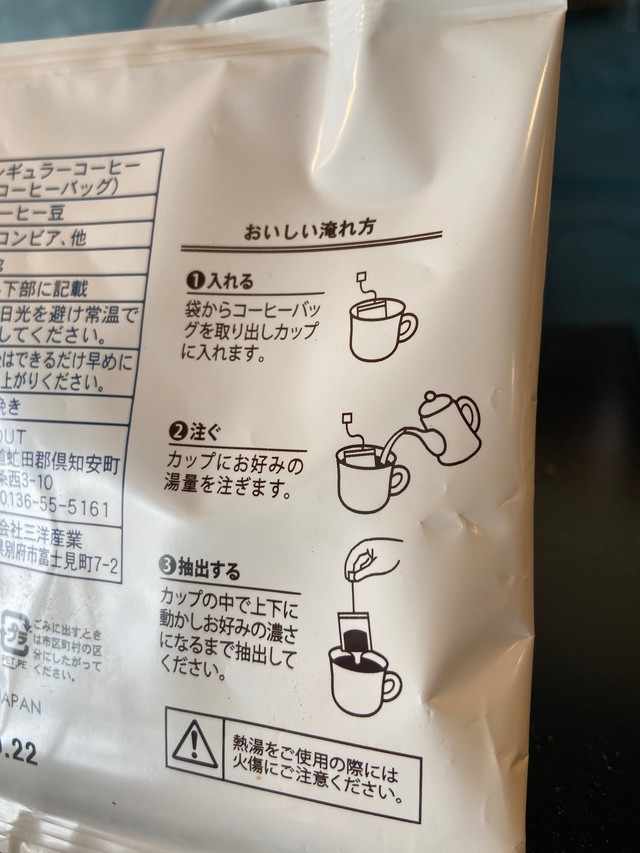 ギュラーコーヒー
コーヒーバッグ)
ーヒー豆
コンビア、他
下部に記載
日光を避け常温で
してください。
はできるだけ早めに
上がりください。
挽き
OUT
道虻田郡倶知安町
条西3-10
0136-55-5161
会社三洋産業
県別府市富士見町7-2
プラ
PET,PE
ごみに出すとき
は市区町村の区
分にしたがって
ください。
JAPAN
.22
おいしい淹れ方
❶入れる
袋からコーヒーバッ
グを取り出しカップ
に入れます。
❷注ぐ
カップにお好みの
湯量を注ぎます。
❸抽出する
カップの中で上下に
動かしお好みの濃さ
になるまで抽出して
ください。
熱湯をご使用の際には
火傷にご注意ください。